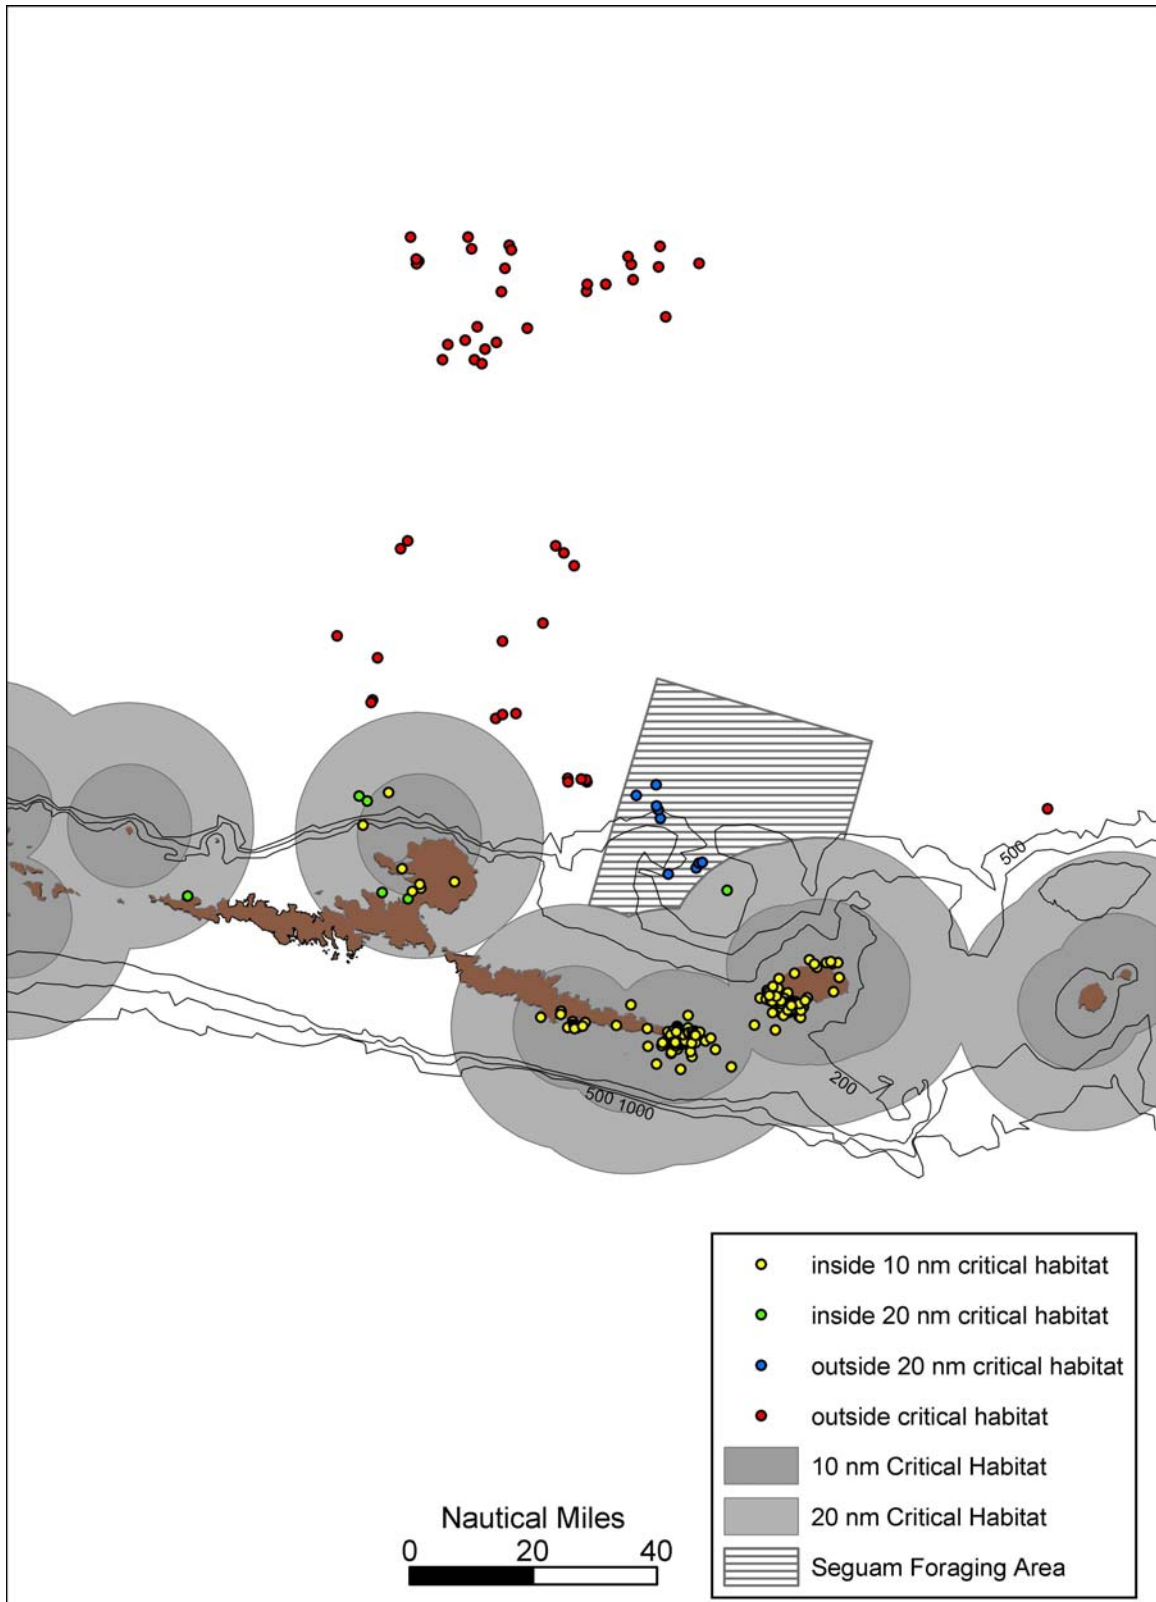 500
200
500 1000
inside 10 nm critical habitat
inside 20 nm critical habitat
outside 20 nm critical habitat
outside critical habitat
10 nm Critical Habitat
20 nm Critical Habitat
Seguam Foraging Area
Nautical Miles
0 20 40